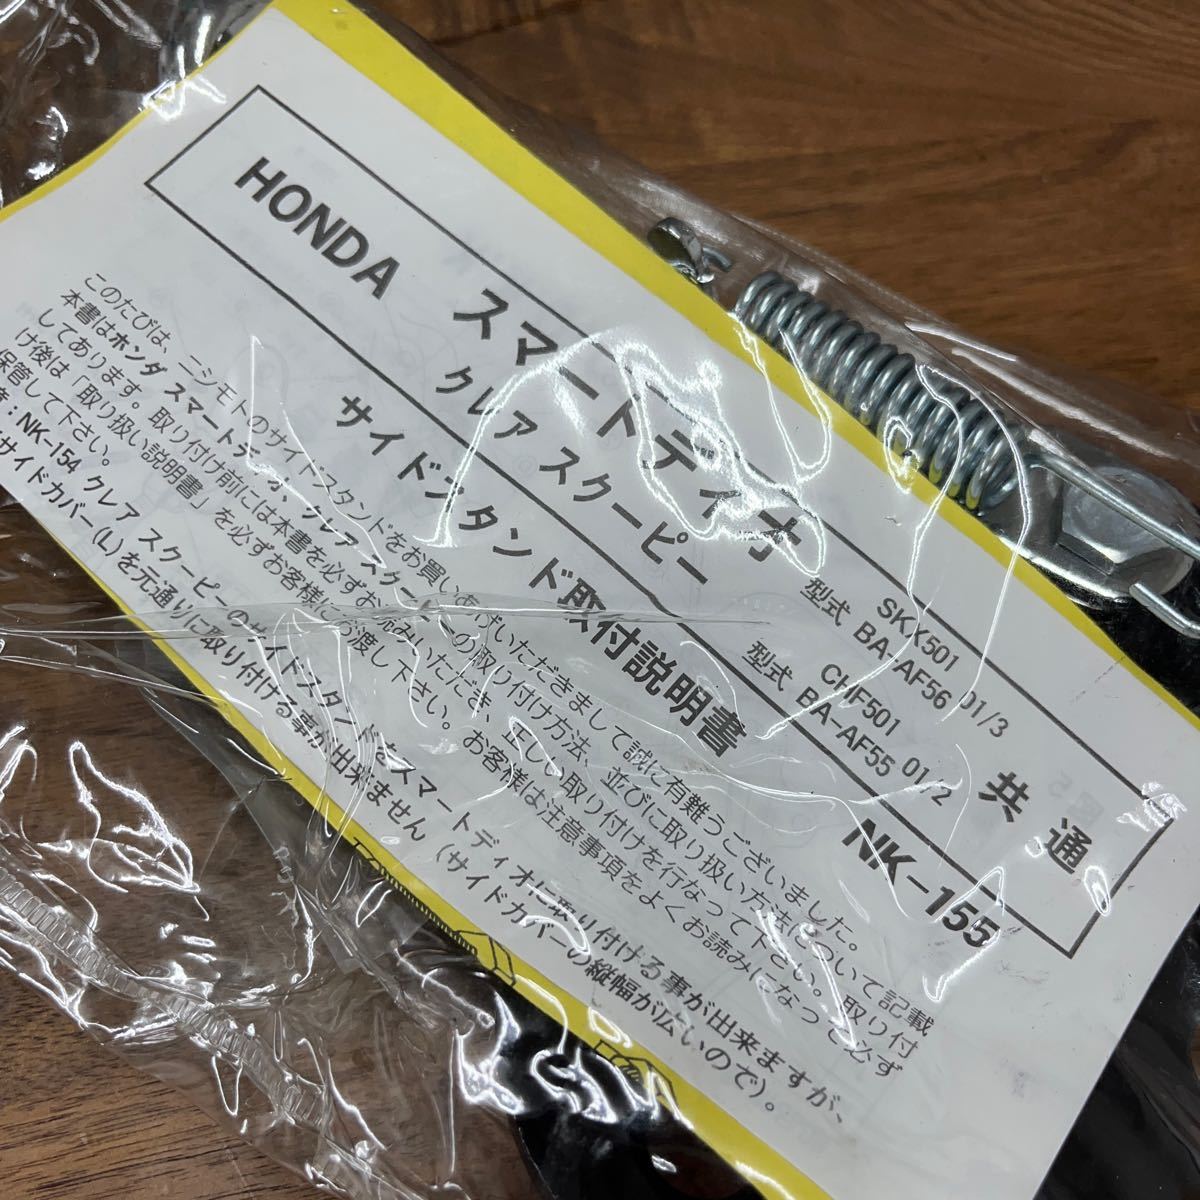 HONDA スマートディオ SKX501 01/3
型式 BA-AF56
クレア スクーピー CHF501 01/2
型式 BA-AF55
共通
サイドスタンド取付説明書 NK-155
このたびは、ニシモトのサイドスタンドをお買いあげいただきまして誠に有難うございました。
本書はホンダ スマートディオ、クレア スクーピーの取り付け方法、並びに取り扱い方法について記載
してあります。取り付け前には本書を必ずお読みいただき、正しい取り付けを行なって下さい。取り付
け後は「取り扱い説明書」を必ずお客様にお渡し下さい。お客様は注意事項をよくお読みになって必ず
保管して下さい。
:NK-154 クレア スクーピーのサイドスタンドをスマートディオに取り付ける事が出来ますが、
サイドカバー(L)を元通りに取り付ける事が出来ません（サイドカバーの縦幅が広いので）。